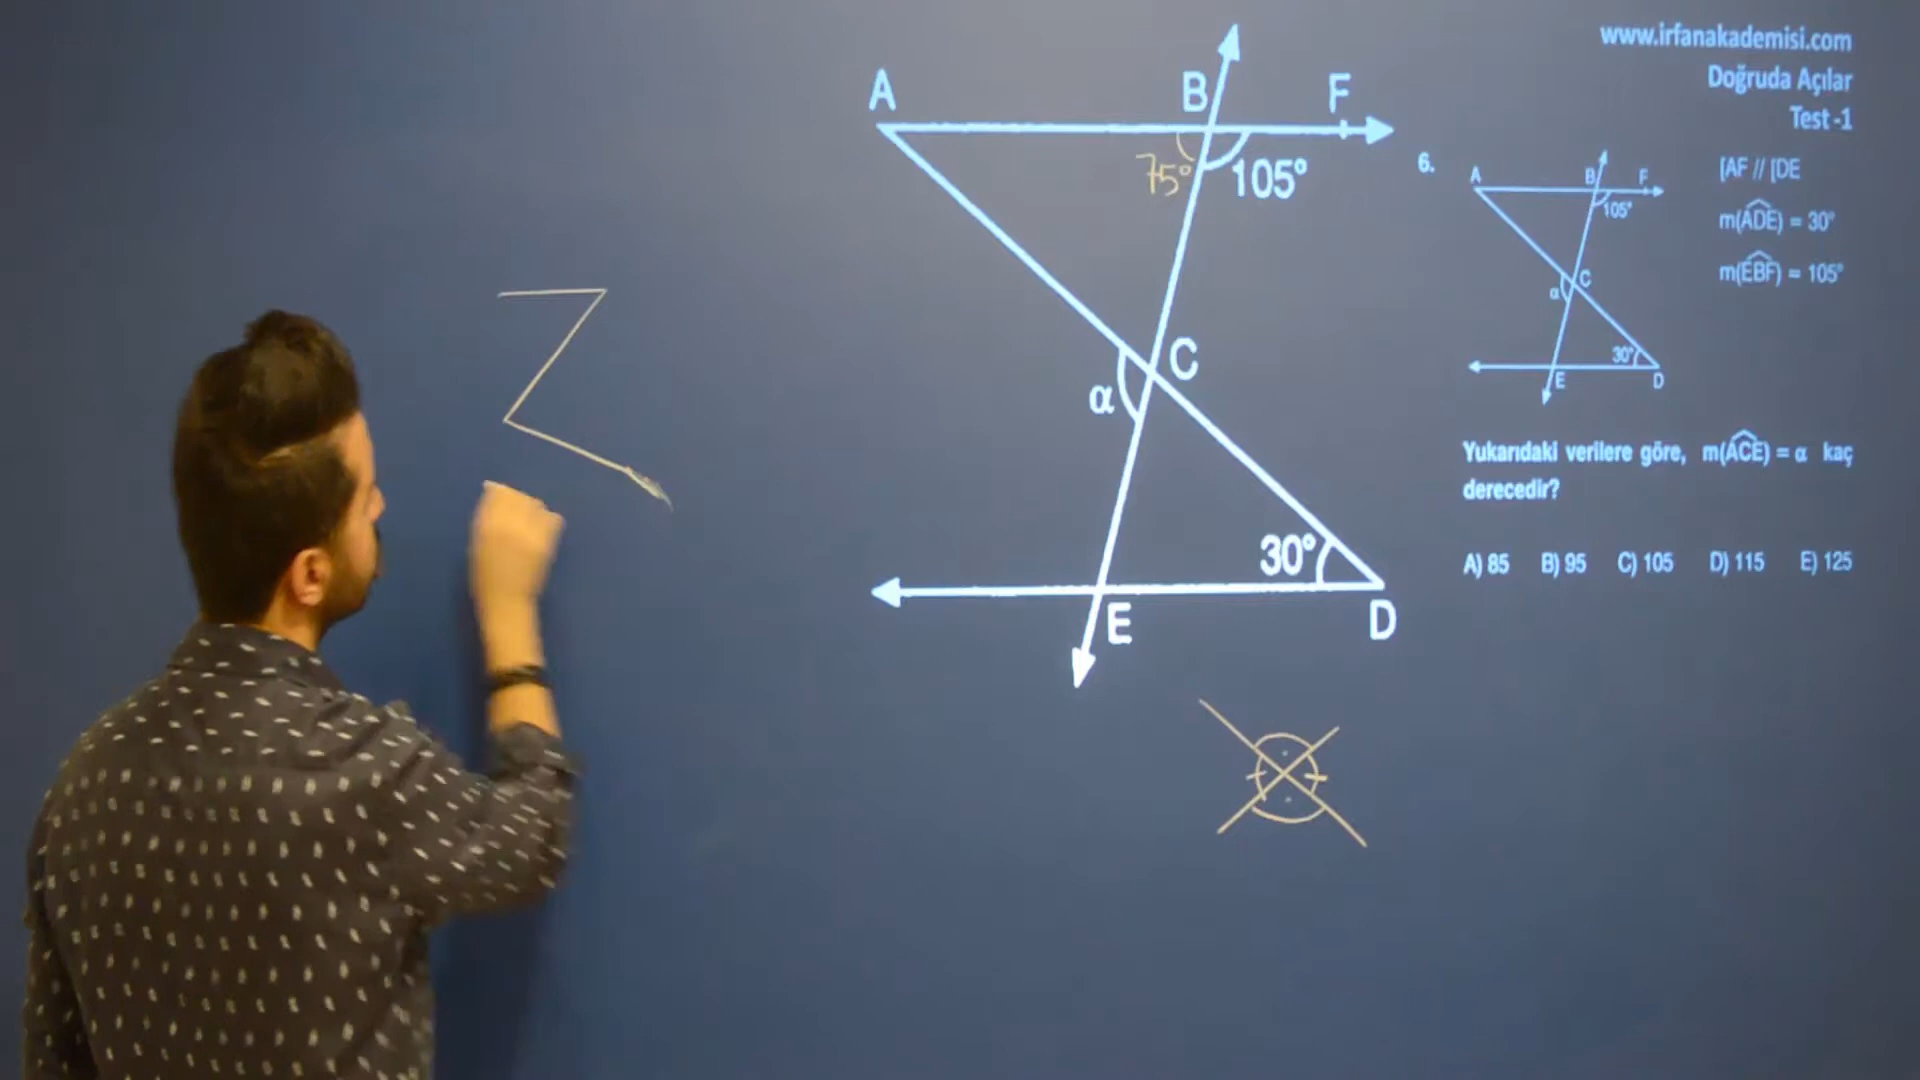 www.irfanakademisi.com
Doğruda Açılar
Test -1
A
B
F
75°
105°
C
α
30°
E
D
6.
A
B
F
105°
C
α
30°
E
D
[AF // [DE
m(ADE) = 30°
m(EBF) = 105°
Yukarıdaki verilere göre, m(ACE) = α kaç
derecedir?
A) 85 B) 95 C) 105 D) 115 E) 125